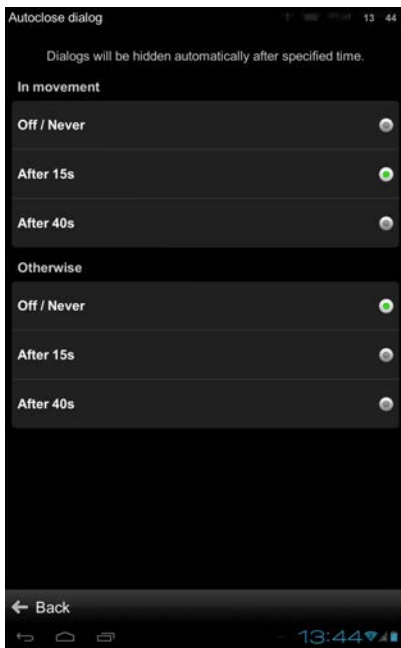 Autoclose dialog
13 44
Dialogs will be hidden automatically after specified time.
In movement
Off / Never
After 15s
After 40s
Otherwise
Off / Never
After 15s
After 40s
Back
13:44